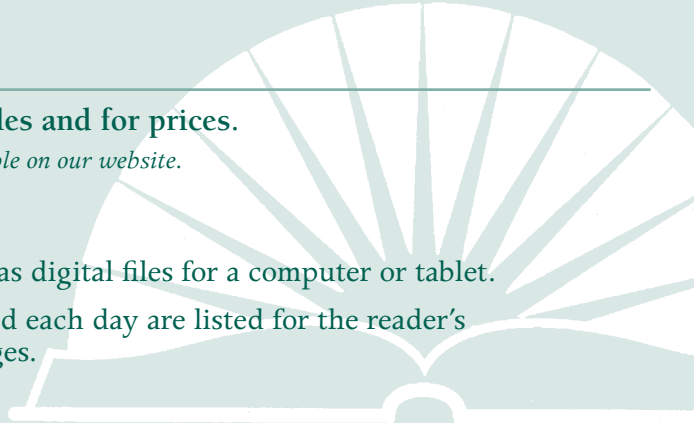 les and for prices.
ble on our website.
as digital files for a computer or tablet.
d each day are listed for the reader’s
ges.